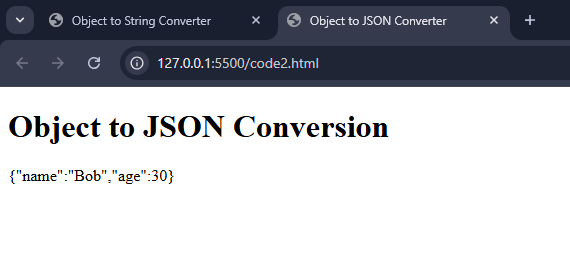 Object to String Converter
Object to JSON Converter
127.0.0.1:5500/code2.html
Object to JSON Conversion
{"name":"Bob","age":30}